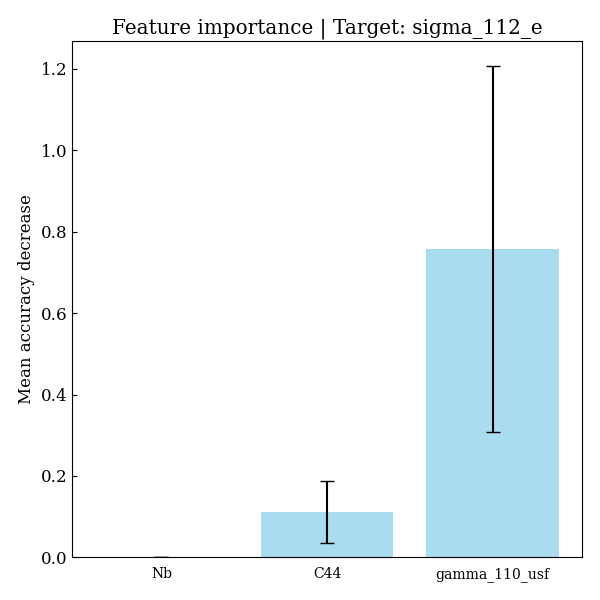 Feature importance | Target: sigma_112_e
Mean accuracy decrease
1.2
1.0
0.8
0.6
0.4
0.2
0.0
Nb
C44
gamma_110_usf